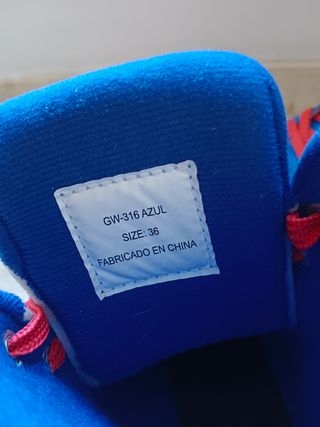 GW-316 AZUL
SIZE: 36
FABRICADO EN CHINA